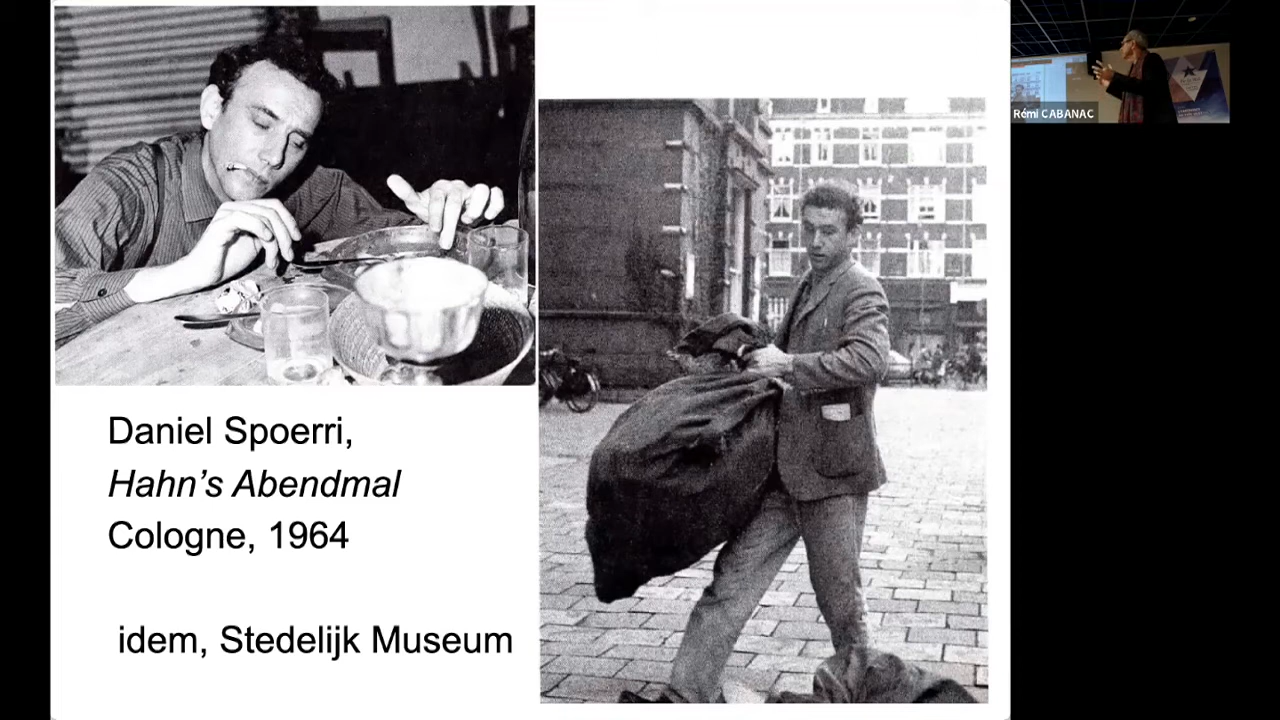 Rémi CABANAC
Daniel Spoerri,
Hahn's Abendmal
Cologne, 1964
idem, Stedelijk Museum